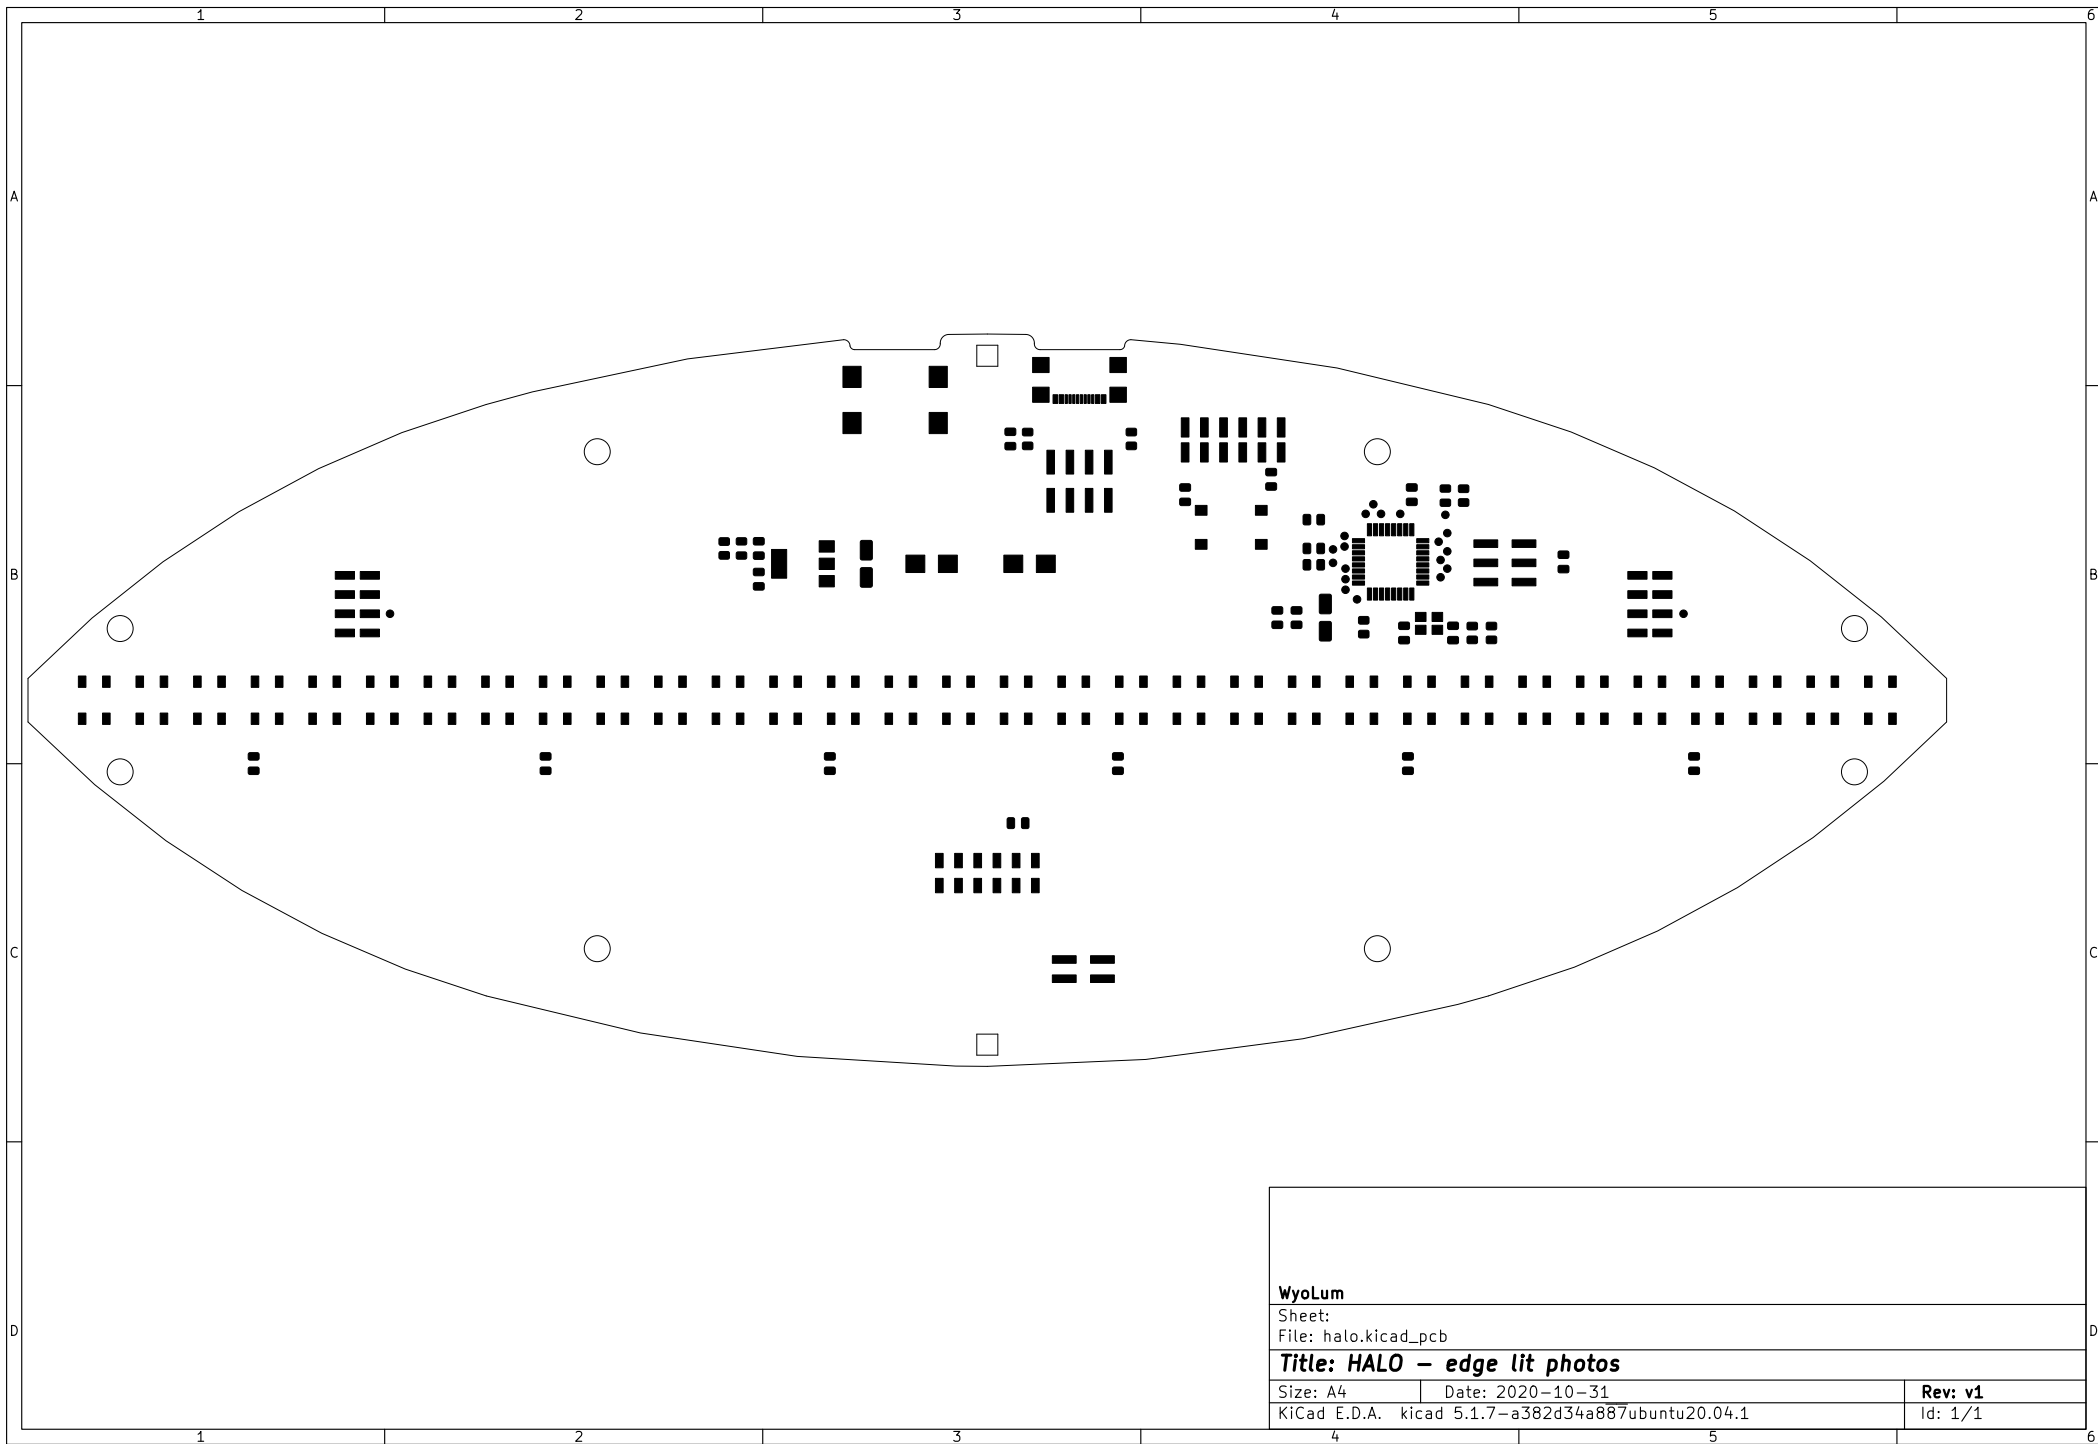 1 2 3 4 5 6
A A
B B
C C
WyoLum
Sheet:
D D
File: halo.kicad_pcb
Title: HALO – edge lit photos
Size: A4 Date: 2020-10-31 Rev: v1
KiCad E.D.A. kicad 5.1.7-a382d34a887ubuntu20.04.1 Id: 1/1
1 2 3 4 5 6